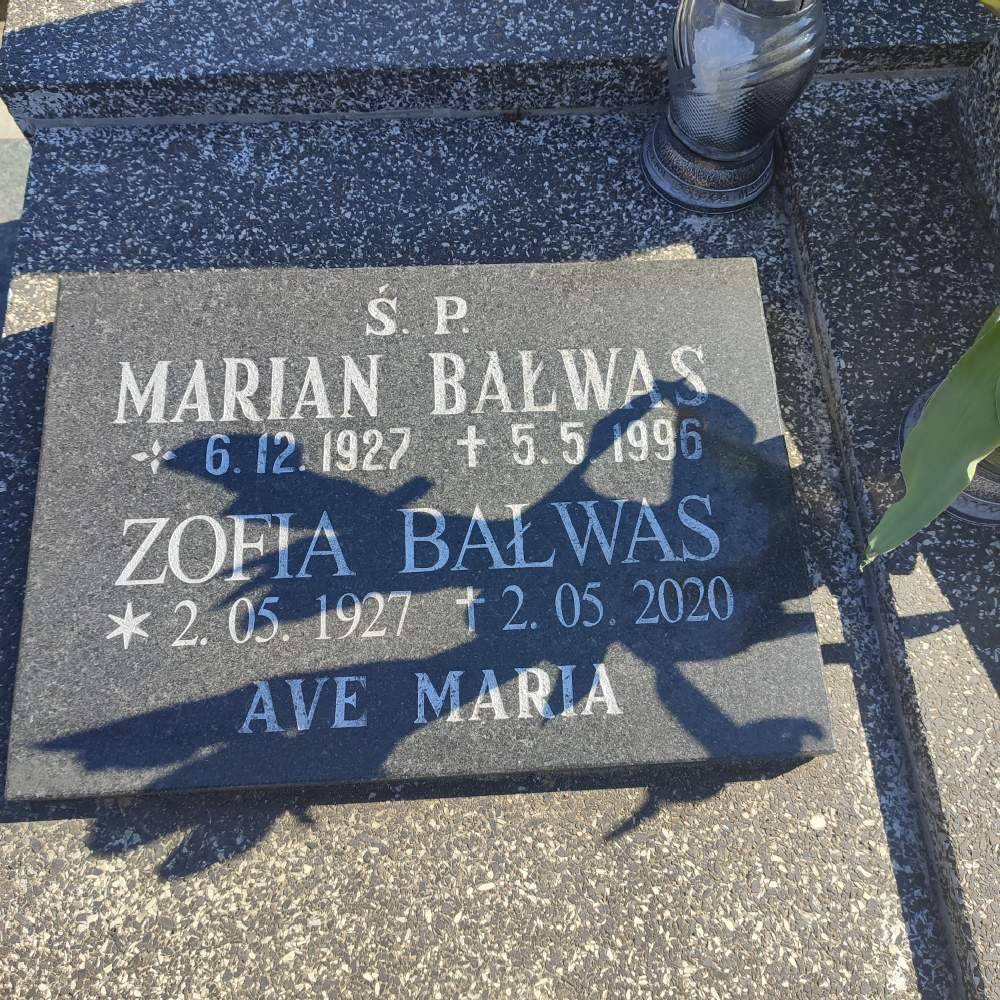 Ś. P.
MARIAN BAŁWAS
6. 12. 1927 † 5. 5. 1996
ZOFIA BAŁWAS
* 2. 05. 1927 † 2. 05. 2020
AVE MARIA